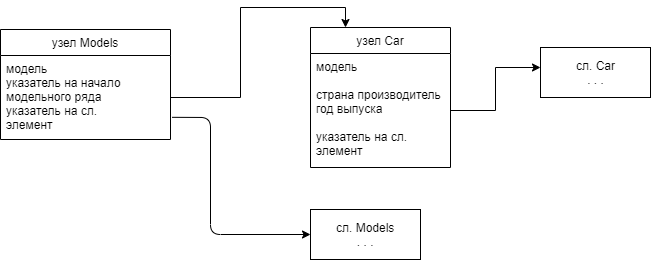 узел Models
модель
указатель на начало
модельного ряда
указатель на сл.
элемент
узел Car
модель
страна производитель
год выпуска
указатель на сл.
элемент
сл. Car
. . .
сл. Models
. . .